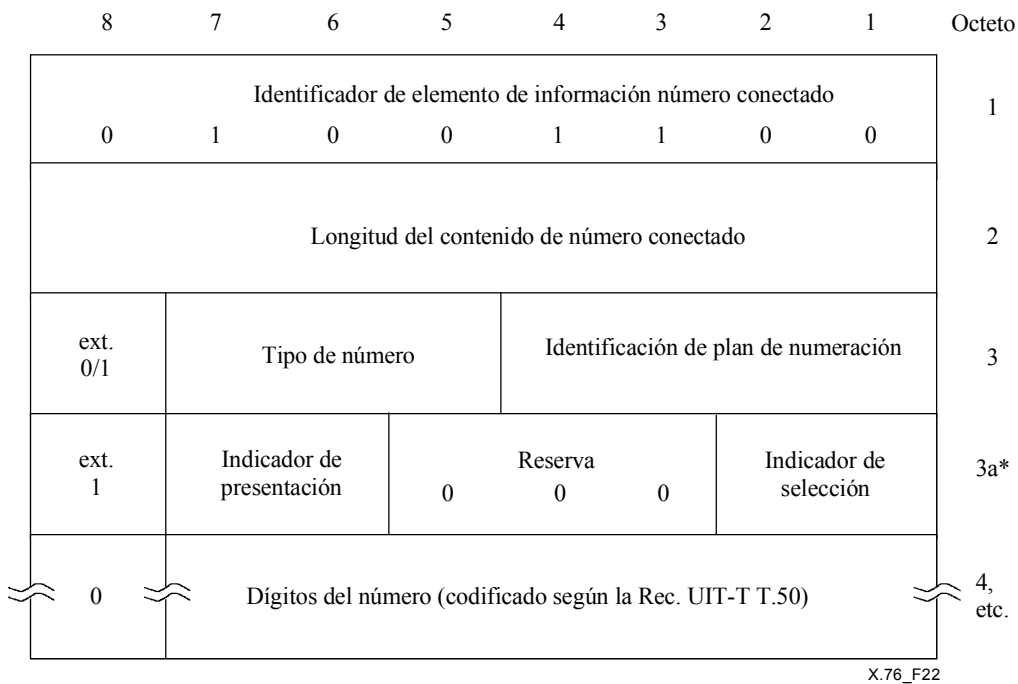 8 7 6 5 4 3 2 1 Octeto
Identificador de elemento de información número conectado
0 1 0 0 1 1 0 0
1
Longitud del contenido de número conectado
2
ext.
0/1
Tipo de número
Identificación de plan de numeración
3
ext.
1
Indicador de
presentación
Reserva
0 0 0
Indicador de
selección
3a*
0
Dígitos del número (codificado según la Rec. UIT-T T.50)
4,
etc.
X.76_F22